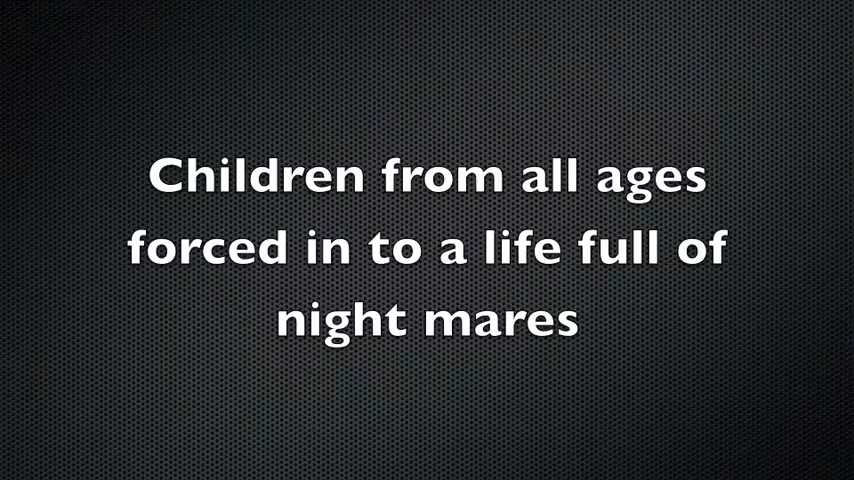 Children from all ages
forced in to a life full of
night mares